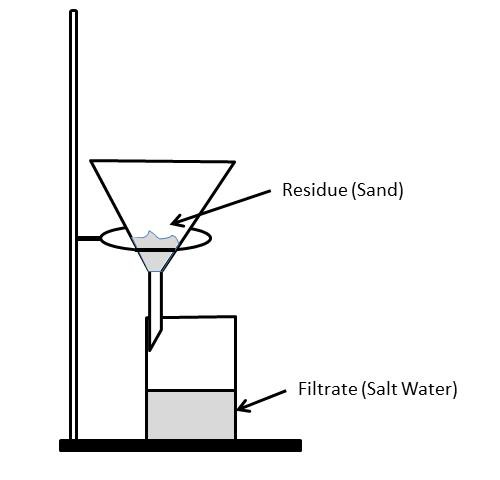 Residue (Sand)
Filtrate (Salt Water)